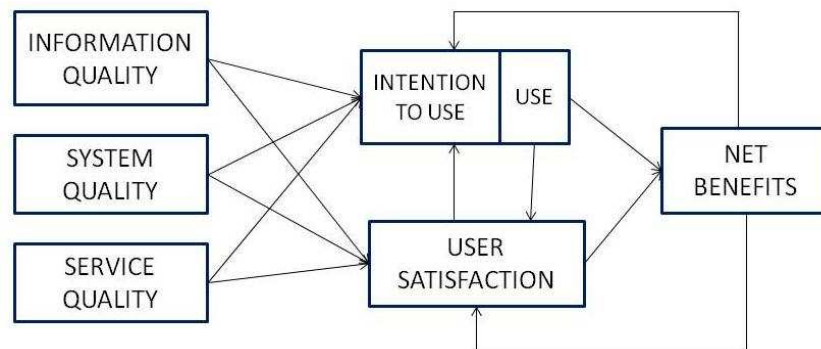 INFORMATION
QUALITY
SYSTEM
QUALITY
SERVICE
QUALITY
INTENTION
TO USE
USE
USER
SATISFACTION
NET
BENEFITS